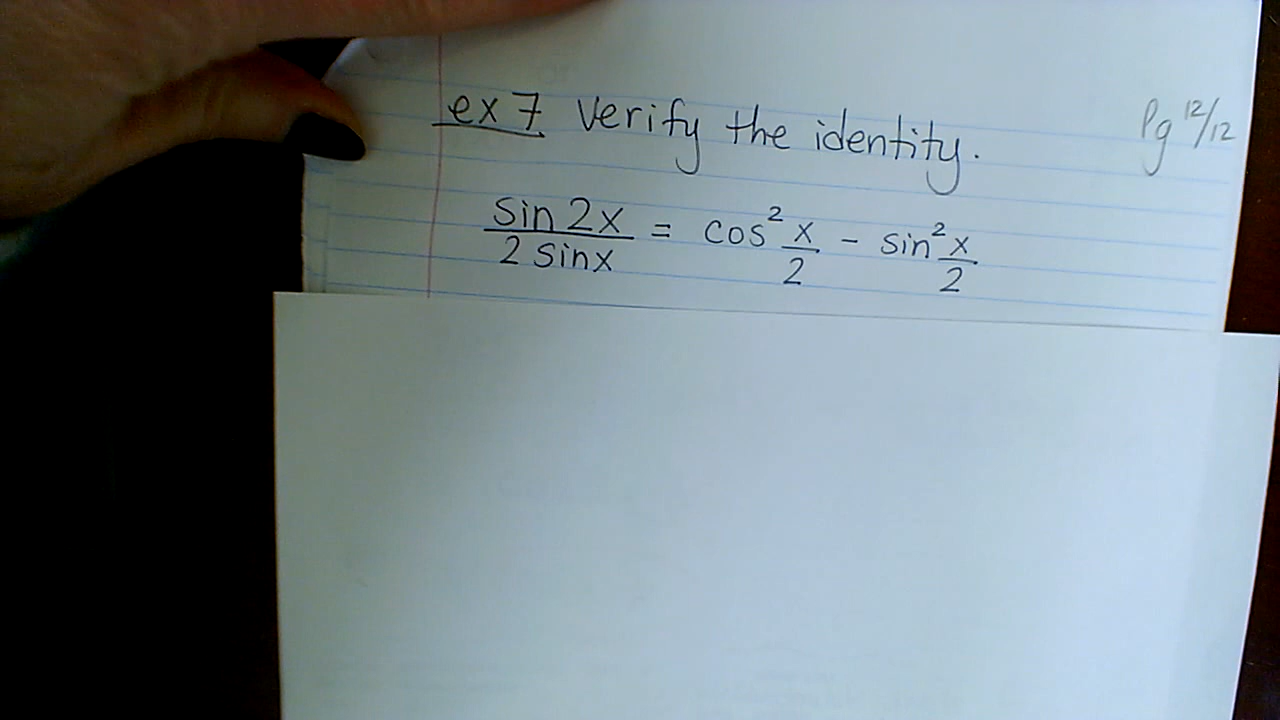 ex 7 Verify the identity.
Pg 12/12
sin 2x / 2 sinx = cos² x/2 - sin² x/2